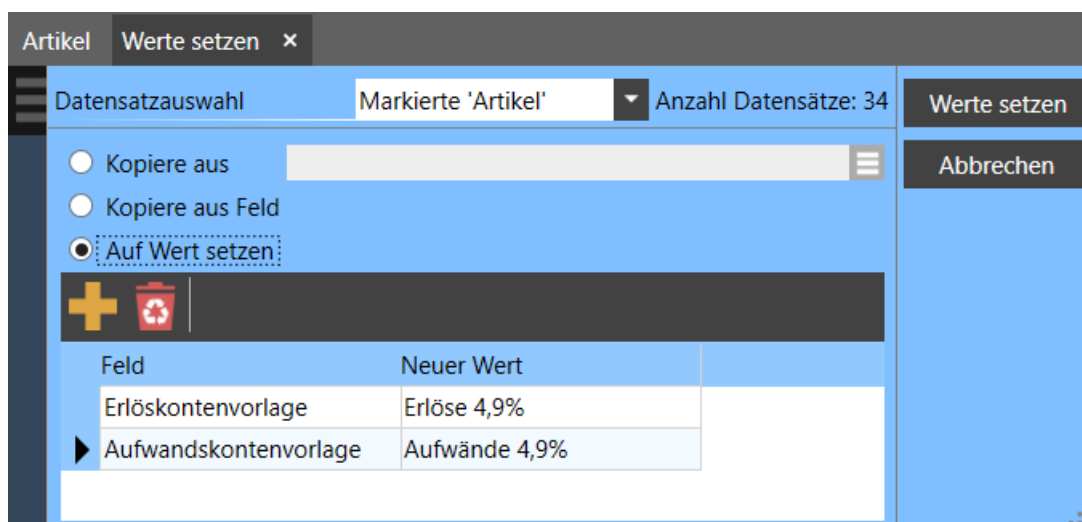 Artikel Werte setzen ×
Datensatzauswahl Markierte 'Artikel' Anzahl Datensätze: 34 Werte setzen
Kopiere aus Abbrechen
Kopiere aus Feld
Auf Wert setzen
Feld Neuer Wert
Erlöskontenvorlage Erlöse 4,9%
Aufwandskontenvorlage Aufwände 4,9%